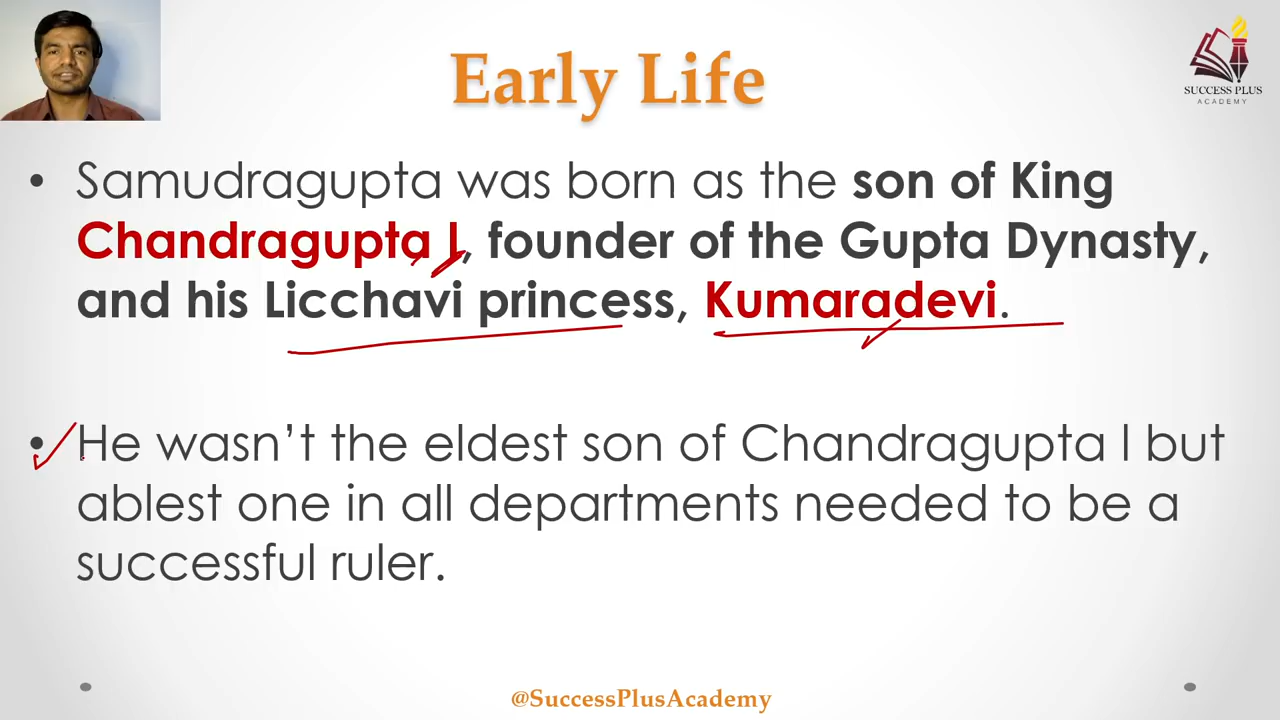 Early Life
SUCCESS PLUS
ACADEMY
• Samudragupta was born as the son of King
Chandragupta I, founder of the Gupta Dynasty,
and his Licchavi princess, Kumaradevi.
• He wasn’t the eldest son of Chandragupta I but
ablest one in all departments needed to be a
successful ruler.
@SuccessPlusAcademy